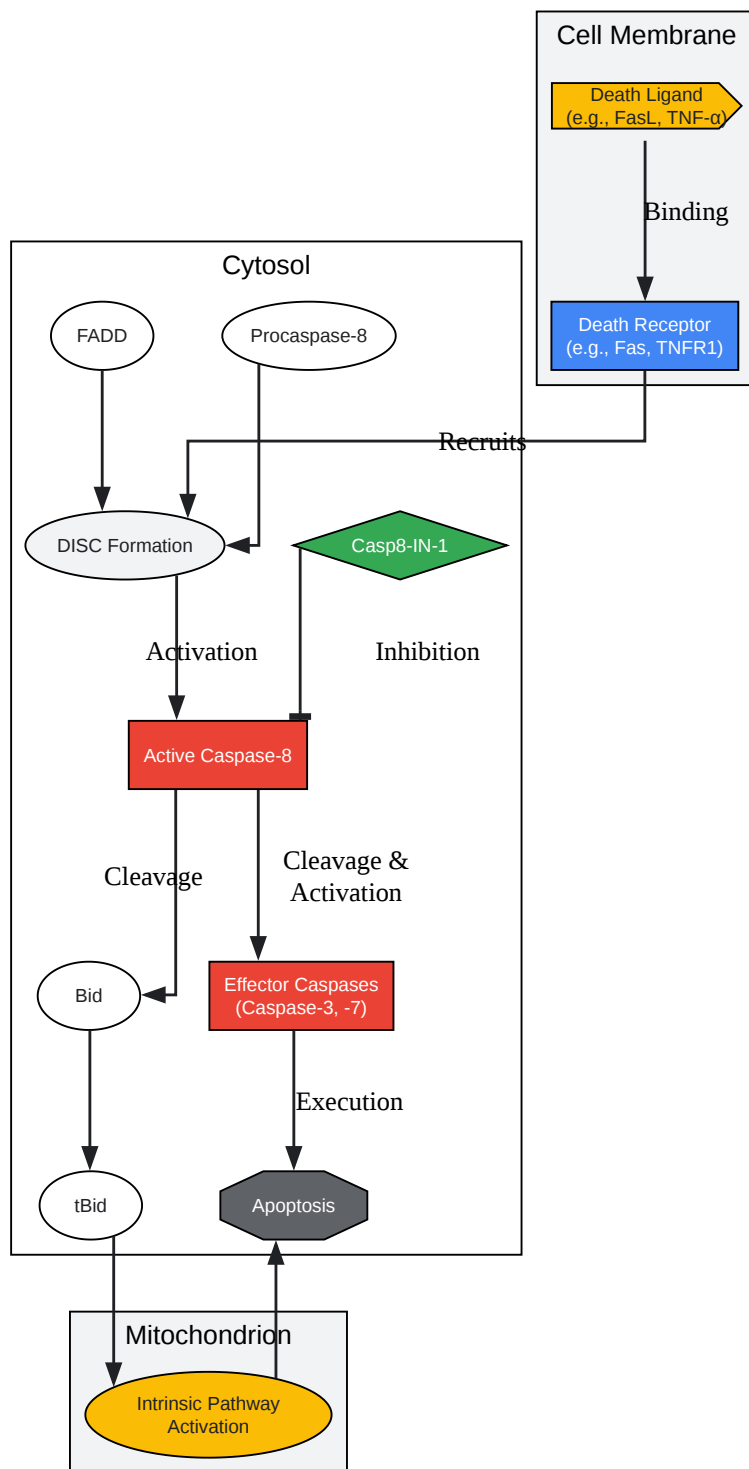 Cell Membrane
Death Ligand
(e.g., FasL, TNF-α)
Binding
Cytosol
FADD
Procaspase-8
Death Receptor
(e.g., Fas, TNFR1)
Recruits
DISC Formation
Casp8-IN-1
Activation
Inhibition
Active Caspase-8
Cleavage
Cleavage &
Activation
Bid
Effector Caspases
(Caspase-3, -7)
Execution
tBid
Apoptosis
Mitochondrion
Intrinsic Pathway
Activation